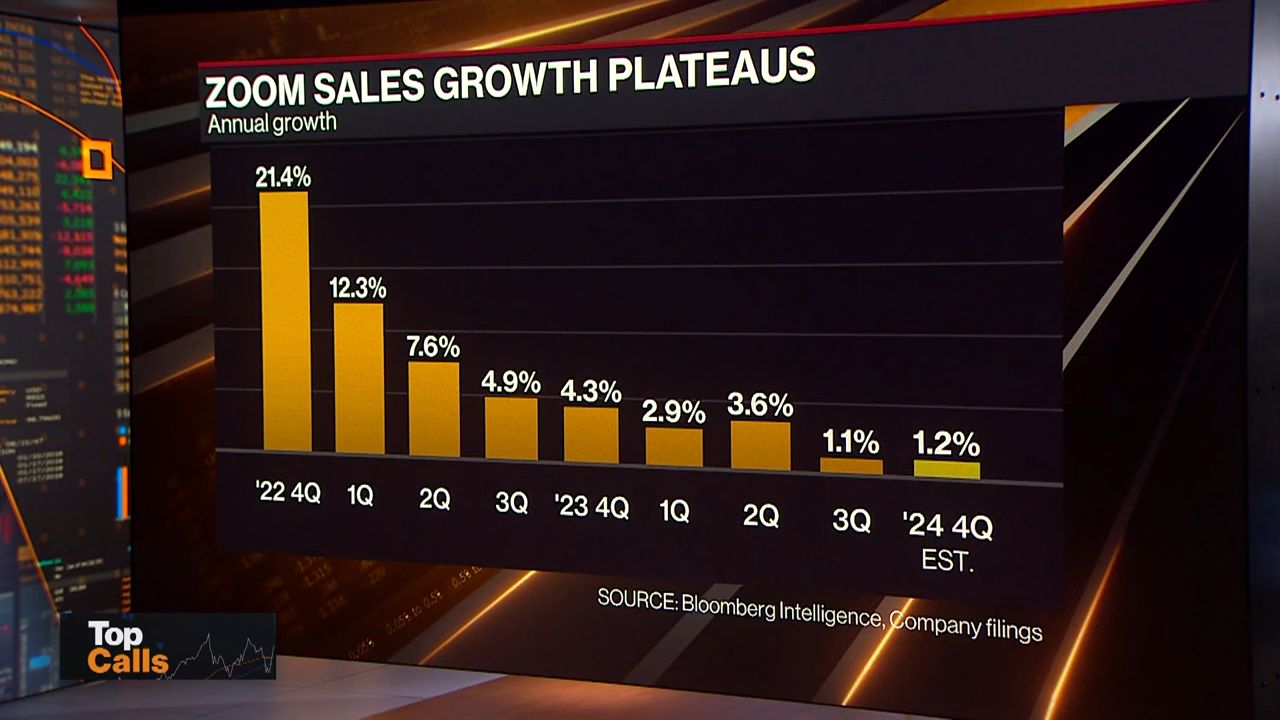 ZOOM SALES GROWTH PLATEAUS
Annual growth
21.4%
12.3%
7.6%
4.9%
4.3%
2.9%
3.6%
1.1%
1.2%
'22 4Q 1Q 2Q 3Q '23 4Q 1Q 2Q 3Q '24 4Q
EST.
SOURCE: Bloomberg Intelligence, Company filings
Top
Calls